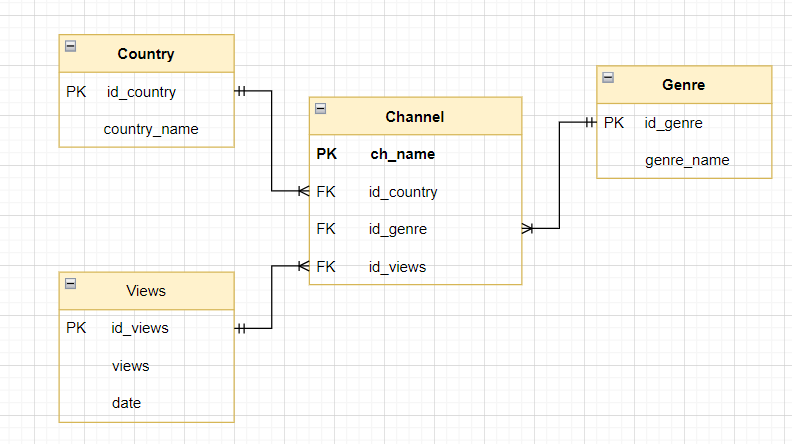 Country
PK id_country
country_name
Channel
PK ch_name
FK id_country
FK id_genre
FK id_views
Genre
PK id_genre
genre_name
Views
PK id_views
views
date